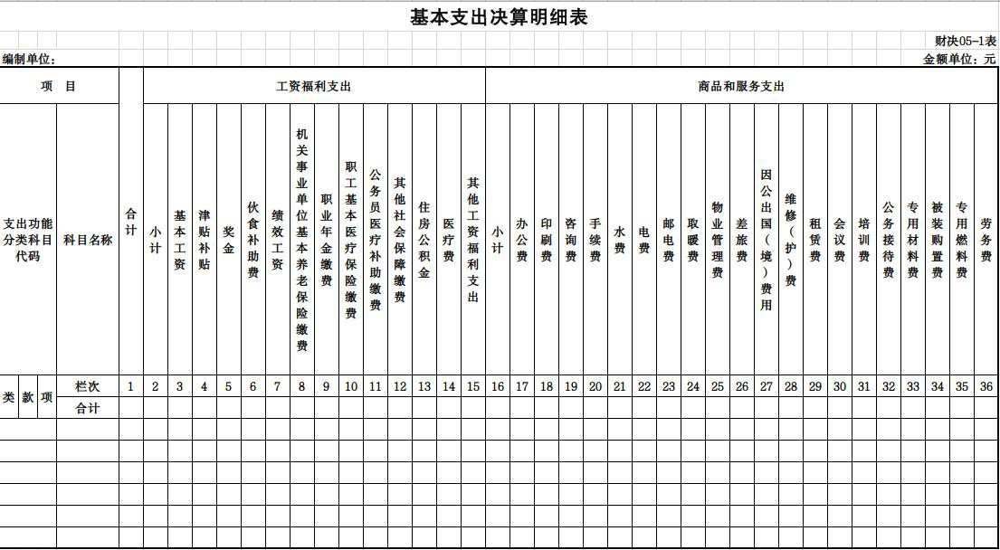 基本支出决算明细表
财决05-1表
编制单位：
金额单位：元
项 目
合计
工资福利支出
商品和服务支出
支出功能
分类科目
代码
科目名称
小计
基本工资
津贴补贴
奖金
伙食补助费
绩效工资
机关事业单位基本养老保险缴费
职业年金缴费
职工基本医疗保险缴费
公务员医疗补助缴费
其他社会保障缴费
住房公积金
医疗费
其他工资福利支出
小计
办公费
印刷费
咨询费
手续费
水费
电费
邮电费
取暖费
物业管理费
差旅费
因公出国（境）费用
维修（护）费
租赁费
会议费
培训费
公务接待费
专用材料费
被装购置费
专用燃料费
劳务费
类 款 项
栏次 1 2 3 4 5 6 7 8 9 10 11 12 13 14 15 16 17 18 19 20 21 22 23 24 25 26 27 28 29 30 31 32 33 34 35 36
合计